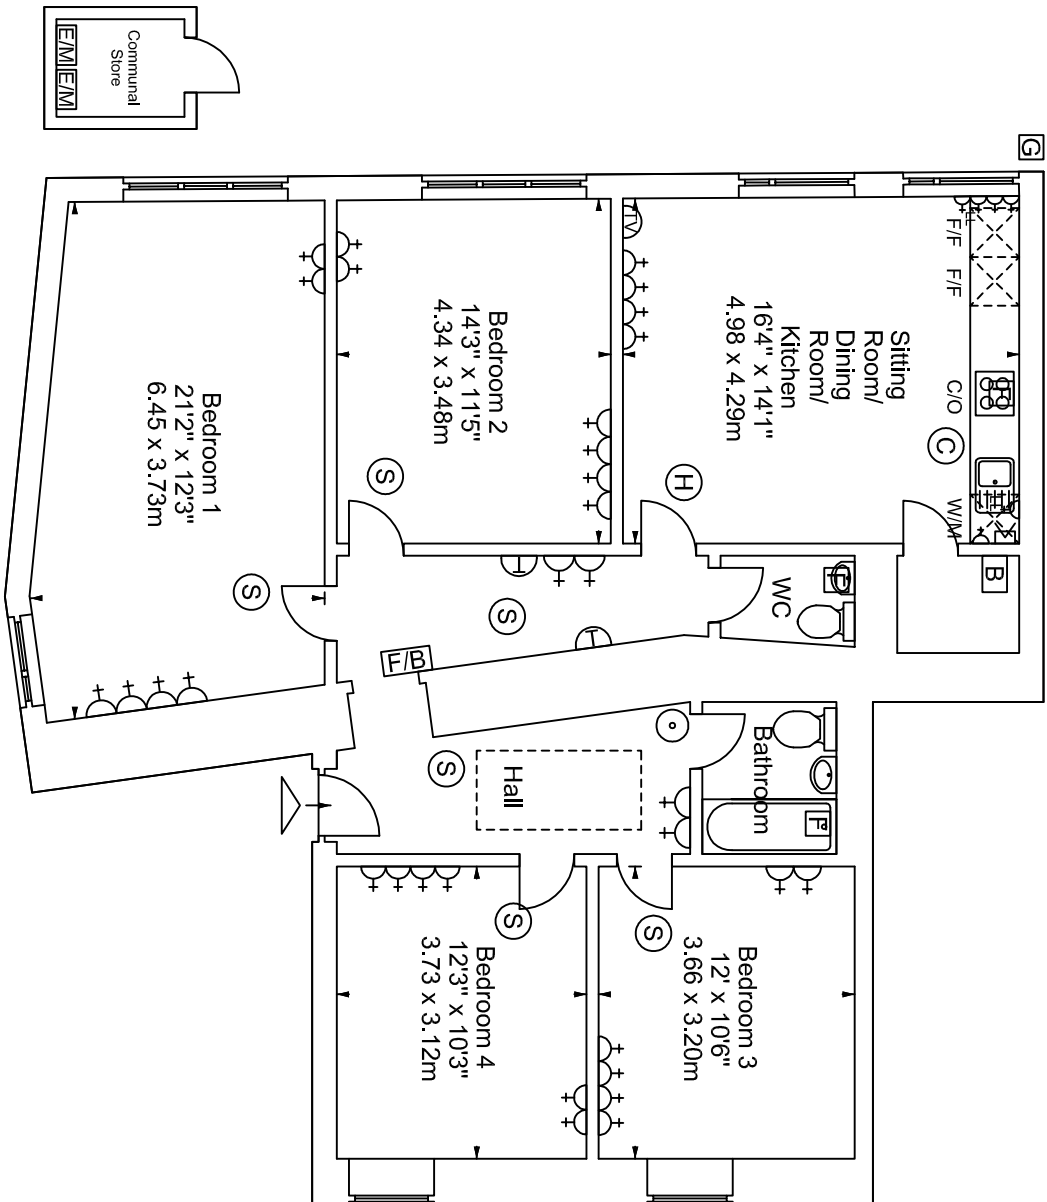 Communal
Store
E/M
E/M
G
F/F
F/F
C/O
W/M
C
B
TV
Sitting
Room/
Dining
Room/
Kitchen
16'4" x 14'1"
4.98 x 4.29m
H
Bedroom 2
14'3" x 11'5"
4.34 x 3.48m
S
Bedroom 1
21'2" x 12'3"
6.45 x 3.73m
S
T
S
T
WC
F
F/B
Bathroom
F
S
Hall
S
Bedroom 4
12'3" x 10'3"
3.73 x 3.12m
S
Bedroom 3
12' x 10'6"
3.66 x 3.20m